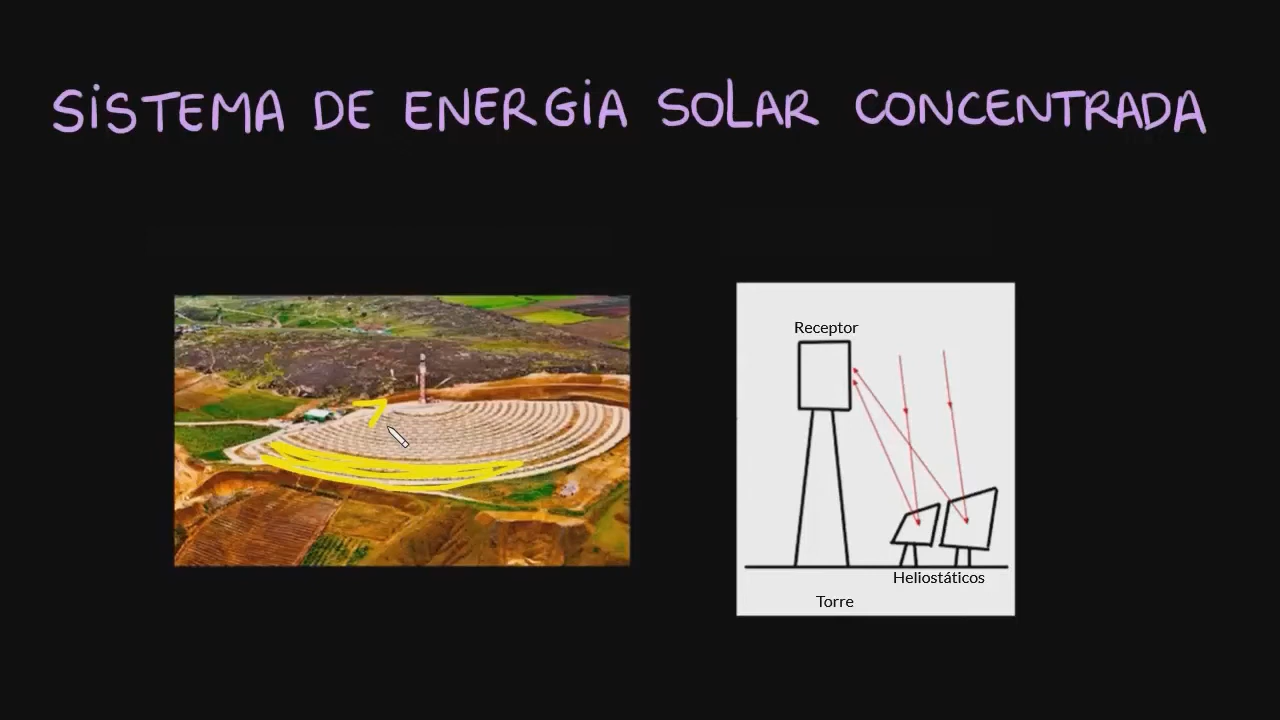 SISTEMA DE ENERGIA SOLAR CONCENTRADA
Receptor
Heliostáticos
Torre